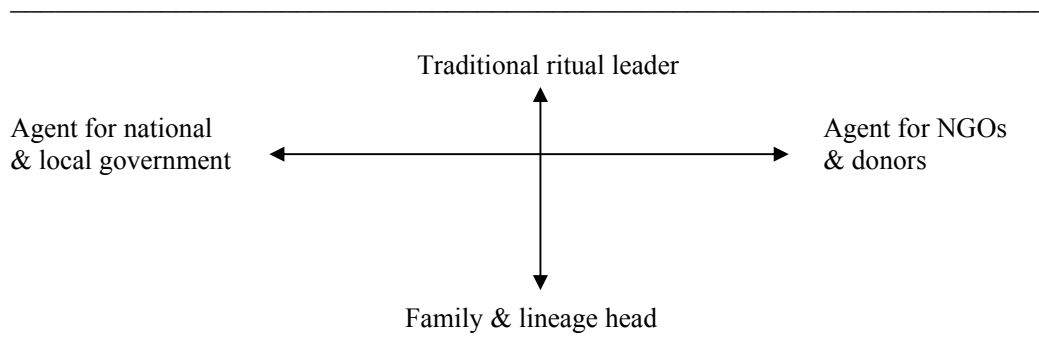 Traditional ritual leader
Agent for national
& local government
Agent for NGOs
& donors
Family & lineage head